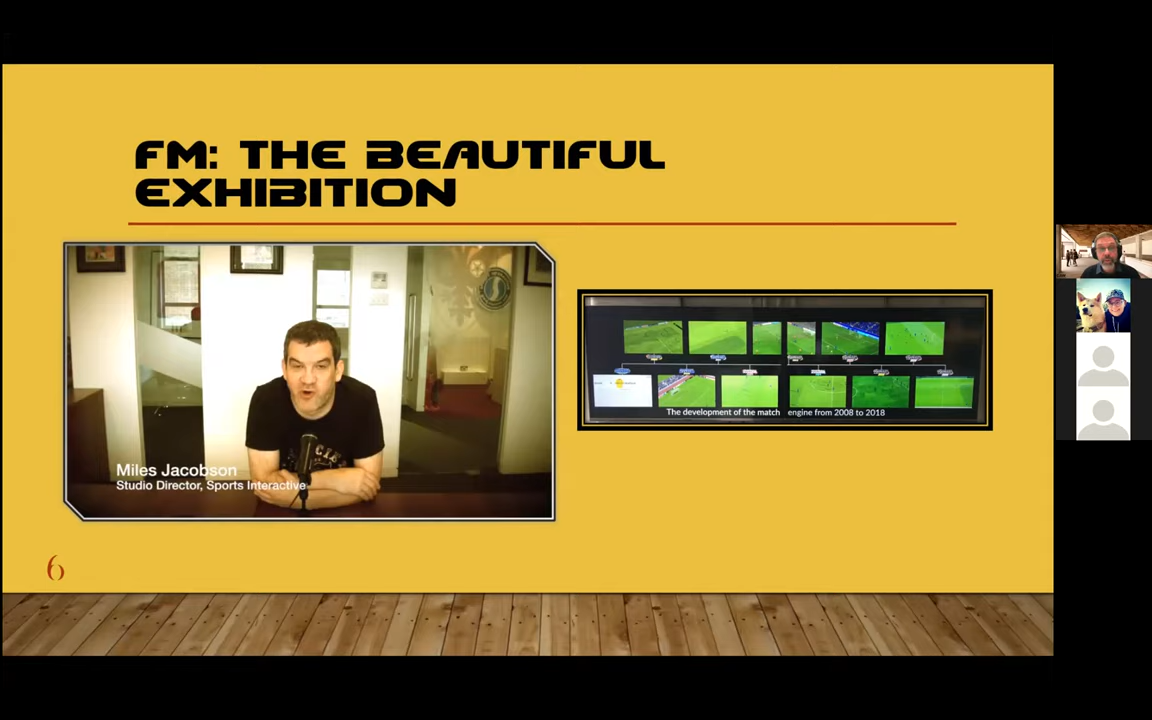 FM: THE BEAUTIFUL
EXHIBITION
Miles Jacobson
Studio Director, Sports Interactive
The development of the match engine from 2008 to 2018
6